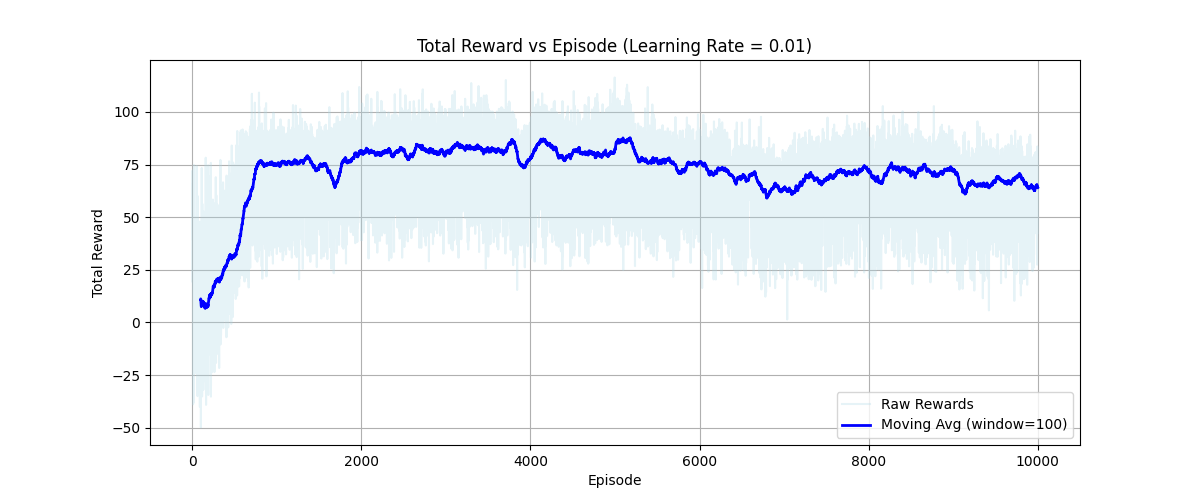 Total Reward vs Episode (Learning Rate = 0.01)
Total Reward
100
75
50
25
0
−25
−50
0 2000 4000 6000 8000 10000
Episode
Raw Rewards
Moving Avg (window=100)